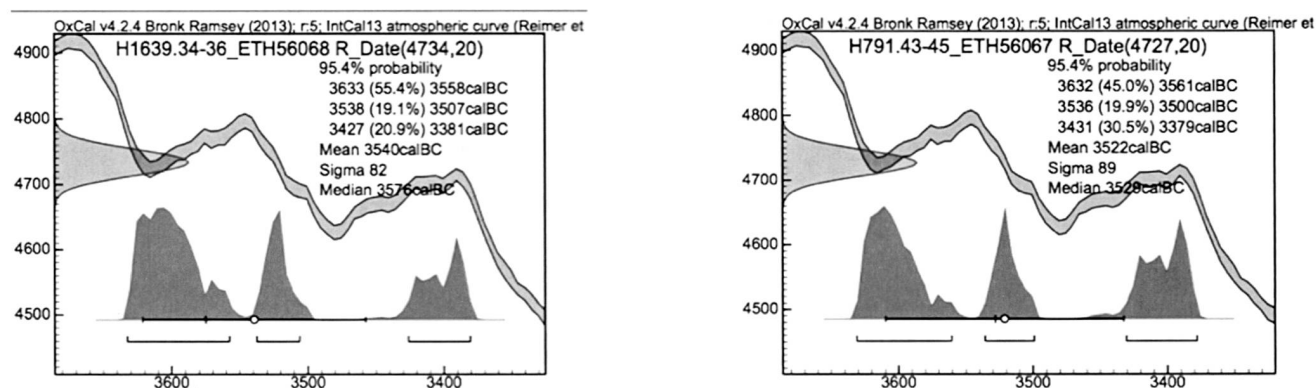 OxCal v4.2.4 Bronk Ramsey (2013); r:5; IntCal13 atmospheric curve (Reimer et
H1639.34-36_ETH56068 R_Date(4734,20)
95.4% probability
3633 (55.4%) 3558calBC
3538 (19.1%) 3507calBC
3427 (20.9%) 3381calBC
Mean 3540calBC
Sigma 82
Median 3576calBC
4900
4800
4700
4600
4500
3600
3500
3400
OxCal v4.2.4 Bronk Ramsey (2013); r:5; IntCal13 atmospheric curve (Reimer et
H791.43-45_ETH56067 R_Date(4727,20)
95.4% probability
3632 (45.0%) 3561calBC
3536 (19.9%) 3500calBC
3431 (30.5%) 3379calBC
Mean 3522calBC
Sigma 89
Median
4900
4800
4700
4600
4500
3600
3500
3400